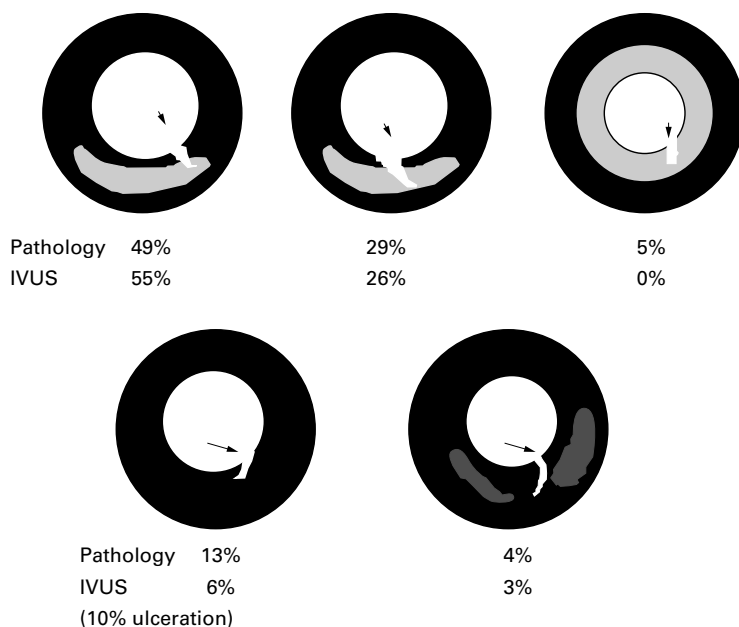 Pathology 49% 29% 5%
IVUS 55% 26% 0%
Pathology 13% 4%
IVUS 6% 3%
(10% ulceration)